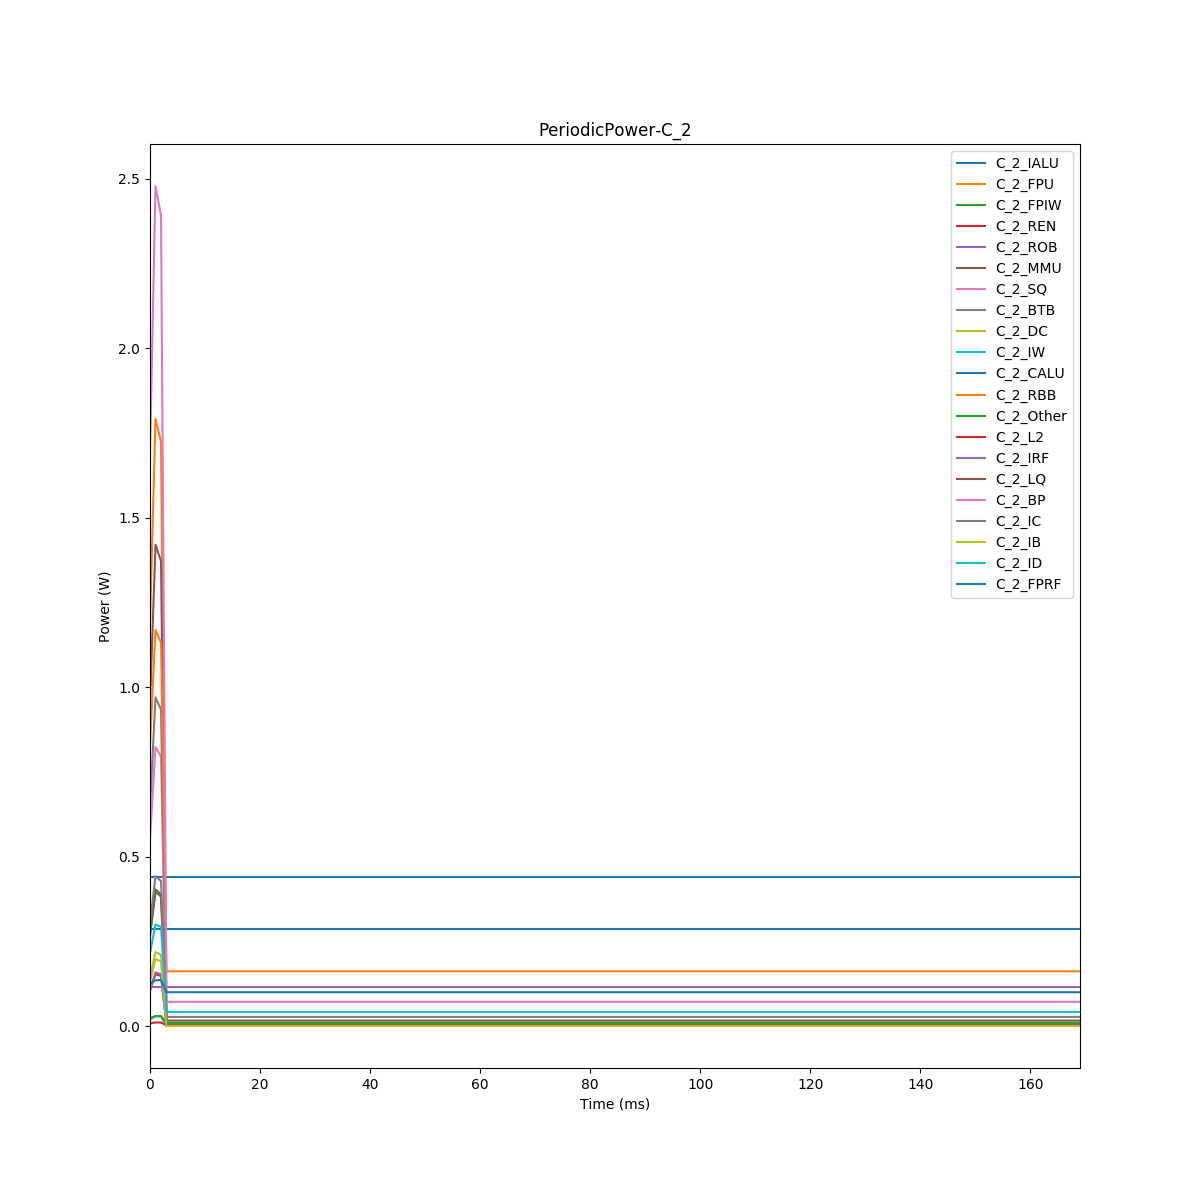 PeriodicPower-C_2
2.5
2.0
1.5
1.0
0.5
0.0
Power (W)
0 20 40 60 80 100 120 140 160
Time (ms)
C_2_IALU
C_2_FPU
C_2_FPIW
C_2_REN
C_2_ROB
C_2_MMU
C_2_SQ
C_2_BTB
C_2_DC
C_2_IW
C_2_CALU
C_2_RBB
C_2_Other
C_2_L2
C_2_IRF
C_2_LQ
C_2_BP
C_2_IC
C_2_IB
C_2_ID
C_2_FPRF